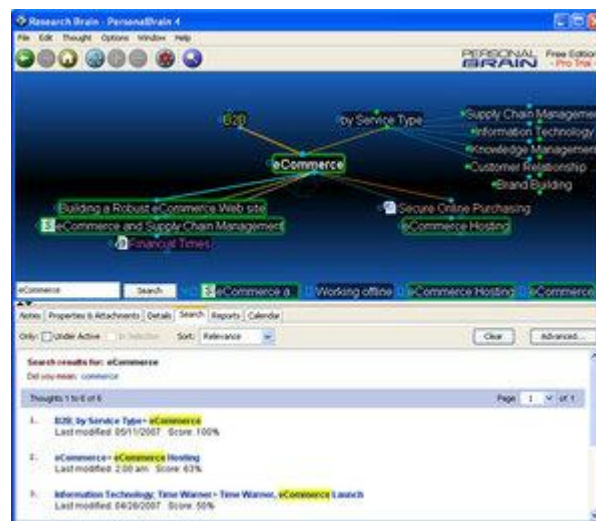 Research Brain - PersonalBrain 4
File Edit Thought Options Window Help
PERSONAL BRAIN Free Edition
- Pro Trial -
B2B
by Service Type
Supply Chain Management
Information Technology
Knowledge Management
Customer Relationship
Brand Building
eCommerce
Building a Robust eCommerce Web site
eCommerce and Supply Chain Management
Financial Times
Secure Online Purchasing
eCommerce Hosting
eCommerce Search eCommerce a Working offline eCommerce Hosting eCommerce
Notes Properties & Attachments Details Search Reports Calendar
Only: Under Active In Selection Sort: Relevance Clear Advanced...
Search results for: eCommerce
Did you mean: commerce
Thoughts 1 to 6 of 6 Page 1 of 1
1. B2B, by Service Type> eCommerce
Last modified: 05/11/2007 Score: 100%
2. eCommerce> eCommerce Hosting
Last modified: 2:00 am Score: 63%
3. Information Technology; Time Warner> Time Warner, eCommerce Launch
Last modified: 04/26/2007 Score: 50%